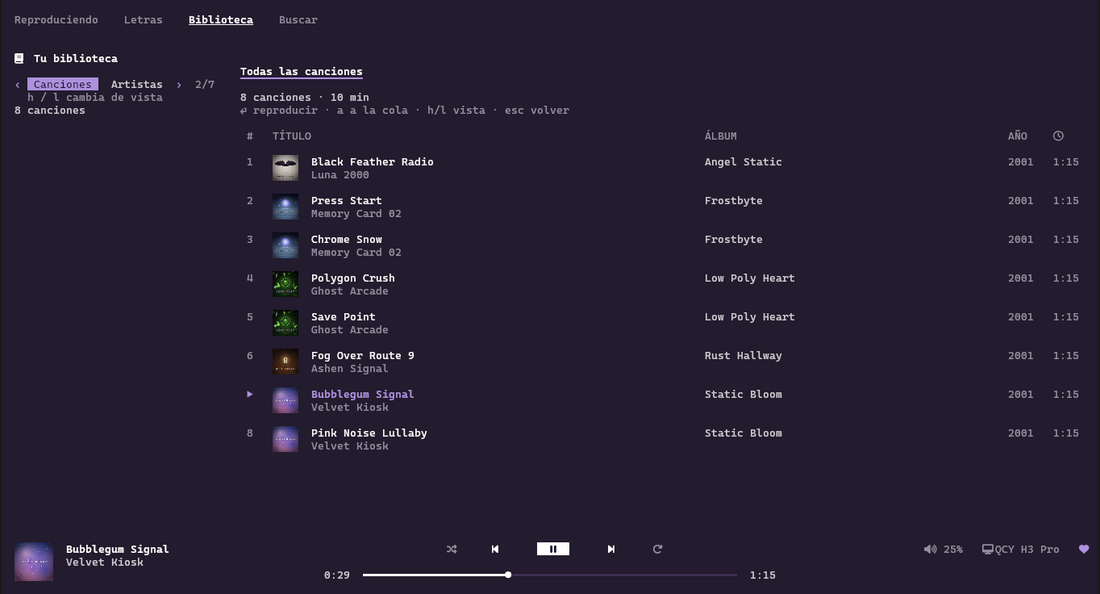 Reproduciendo Letras Biblioteca Buscar
Tu biblioteca
‹ Canciones Artistas › 2/7
h / l cambia de vista
8 canciones
Todas las canciones
8 canciones · 10 min
↵ reproducir · a a la cola · h/l vista · esc volver
# TÍTULO ÁLBUM AÑO
1 Black Feather Radio Angel Static 2001 1:15
Luna 2000
2 Press Start Frostbyte 2001 1:15
Memory Card 02
3 Chrome Snow Frostbyte 2001 1:15
Memory Card 02
4 Polygon Crush Low Poly Heart 2001 1:15
Ghost Arcade
5 Save Point Low Poly Heart 2001 1:15
Ghost Arcade
6 Fog Over Route 9 Rust Hallway 2001 1:15
Ashen Signal
Bubblegum Signal Static Bloom 2001 1:15
Velvet Kiosk
8 Pink Noise Lullaby Static Bloom 2001 1:15
Velvet Kiosk
Bubblegum Signal
Velvet Kiosk
0:29 1:15
25% QCY H3 Pro